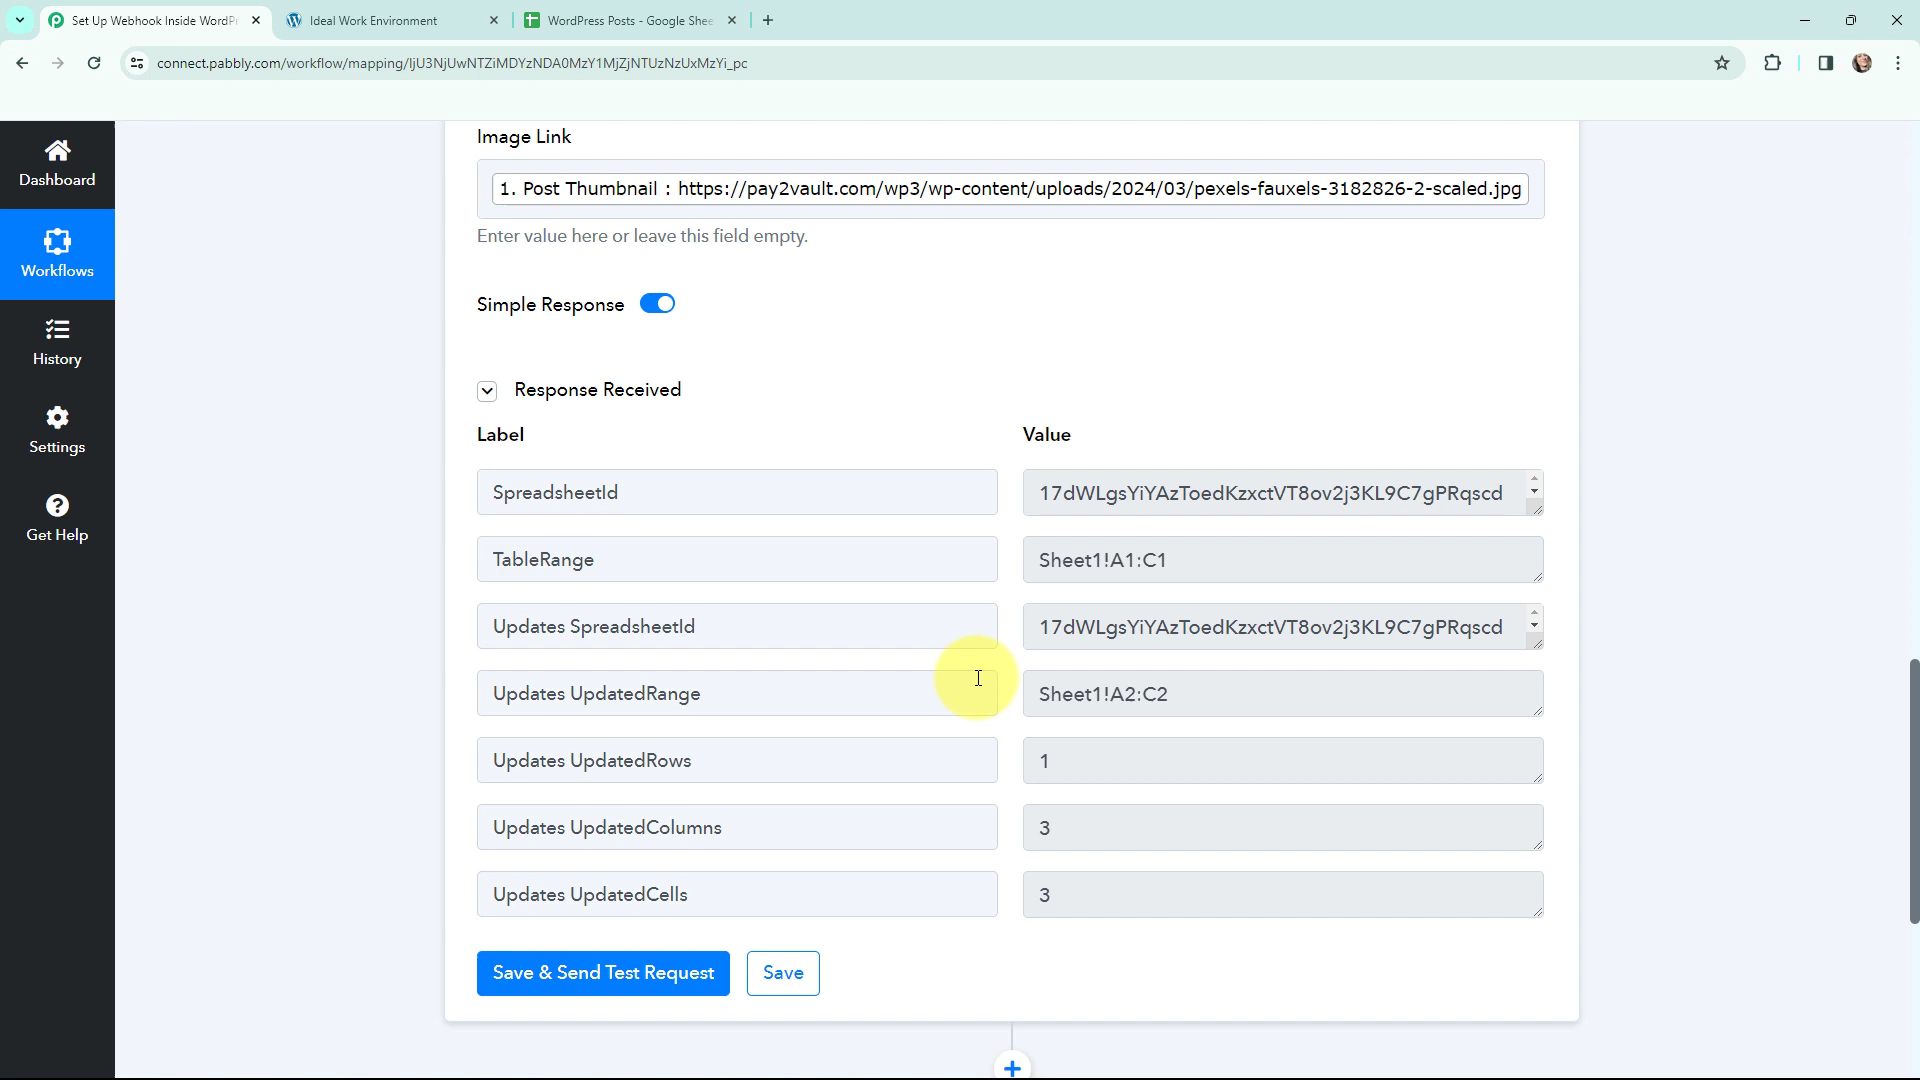 Set Up Webhook Inside WordP
Ideal Work Environment
WordPress Posts - Google Shee
connect.pabbly.com/workflow/mapping/IjU3NjUwNTZiMDYzNDA0MzY1MjZjNTUzNzUxMzYi_pc
Dashboard
Workflows
History
Settings
Get Help
Image Link
1. Post Thumbnail : https://pay2vault.com/wp3/wp-content/uploads/2024/03/pexels-fauxels-3182826-2-scaled.jpg
Enter value here or leave this field empty.
Simple Response
Response Received
Label Value
SpreadsheetId 17dWLgsYiYAzToedKzxctVT8ov2j3KL9C7gPRqscd
TableRange Sheet1!A1:C1
Updates SpreadsheetId 17dWLgsYiYAzToedKzxctVT8ov2j3KL9C7gPRqscd
Updates UpdatedRange Sheet1!A2:C2
Updates UpdatedRows 1
Updates UpdatedColumns 3
Updates UpdatedCells 3
Save & Send Test Request Save